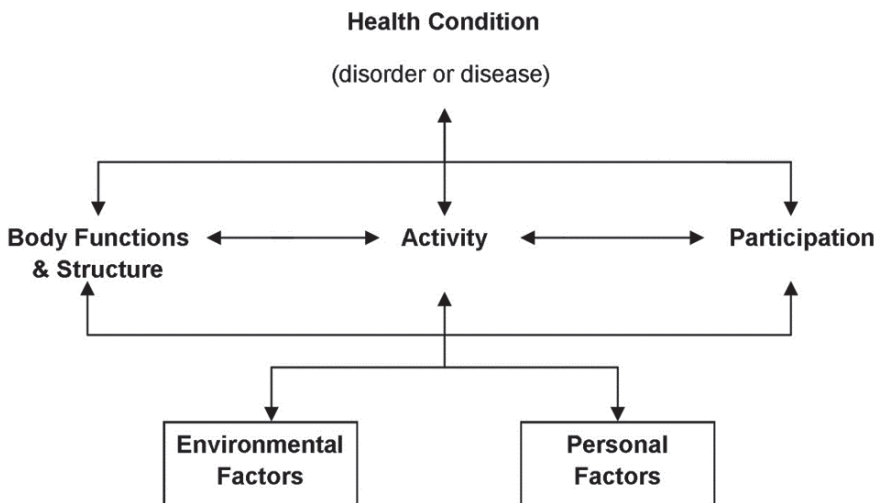 Health Condition
(disorder or disease)
Body Functions
& Structure
Activity
Participation
Environmental
Factors
Personal
Factors